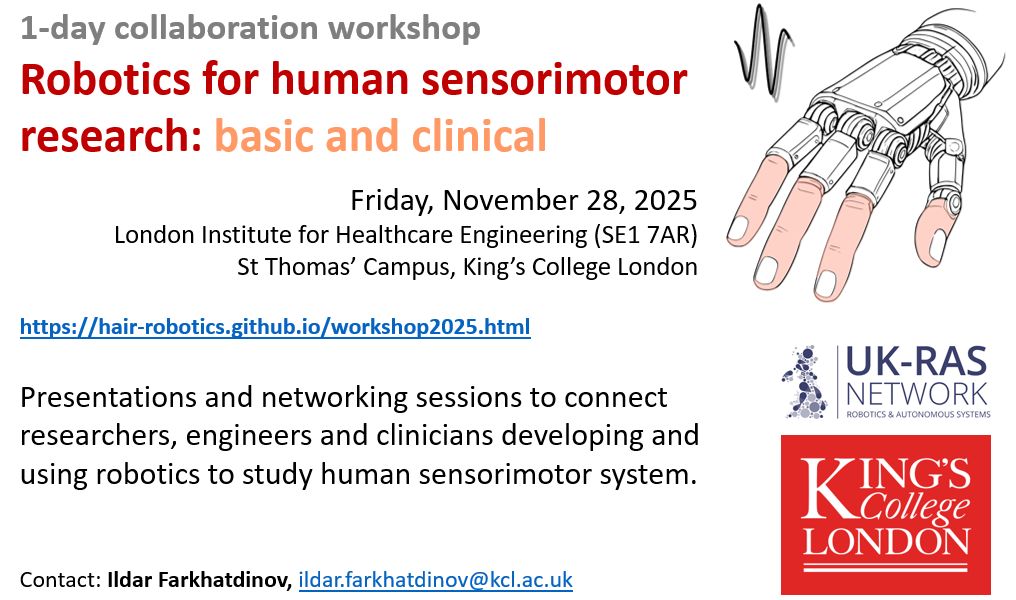 1-day collaboration workshop
Robotics for human sensorimotor
research: basic and clinical
Friday, November 28, 2025
London Institute for Healthcare Engineering (SE1 7AR)
St Thomas’ Campus, King’s College London
https://hair-robotics.github.io/workshop2025.html
Presentations and networking sessions to connect
researchers, engineers and clinicians developing and
using robotics to study human sensorimotor system.
Contact: Ildar Farkhatdinov, ildar.farkhatdinov@kcl.ac.uk
UK-RAS
NETWORK
ROBOTICS & AUTONOMOUS SYSTEMS
KING’S
College
LONDON